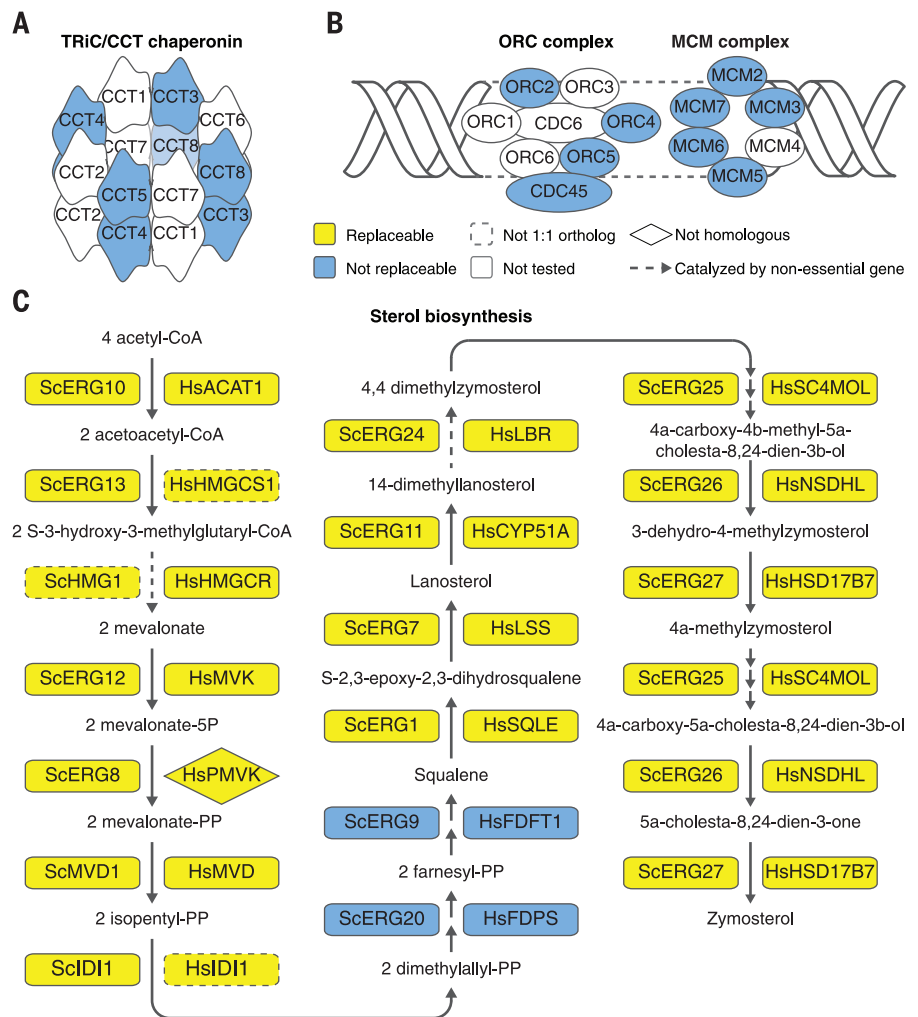 A
TRiC/CCT chaperonin
CCT1
CCT3
CCT4
CCT6
CCT7
CCT8
CCT2
CCT8
CCT5
CCT7
CCT2
CCT3
CCT4
CCT1
B
ORC complex
MCM complex
ORC2
ORC3
ORC1
CDC6
ORC4
ORC6
ORC5
CDC45
MCM2
MCM7
MCM3
MCM6
MCM4
MCM5
Replaceable
Not 1:1 ortholog
Not homologous
Not replaceable
Not tested
Catalyzed by non-essential gene
C
Sterol biosynthesis
4 acetyl-CoA
ScERG10
HsACAT1
2 acetoacetyl-CoA
ScERG13
HsHMGCS1
2 S-3-hydroxy-3-methylglutaryl-CoA
ScHMG1
HsHMGCR
2 mevalonate
ScERG12
HsMVK
2 mevalonate-5P
ScERG8
HsPMVK
2 mevalonate-PP
ScMVD1
HsMVD
2 isopentyl-PP
ScIDI1
HsIDI1
4,4 dimethylzymosterol
ScERG24
HsLBR
14-dimethyllanosterol
ScERG11
HsCYP51A
Lanosterol
ScERG7
HsLSS
S-2,3-epoxy-2,3-dihydrosqualene
ScERG1
HsSQLE
Squalene
ScERG9
HsFDFT1
2 farnesyl-PP
ScERG20
HsFDPS
2 dimethylallyl-PP
ScERG25
HsSC4MOL
4a-carboxy-4b-methyl-5a-
cholesta-8,24-dien-3b-ol
ScERG26
HsNSDHL
3-dehydro-4-methylzymosterol
ScERG27
HsHSD17B7
4a-methylzymosterol
ScERG25
HsSC4MOL
4a-carboxy-5a-cholesta-8,24-dien-3b-ol
ScERG26
HsNSDHL
5a-cholesta-8,24-dien-3-one
ScERG27
HsHSD17B7
Zymosterol